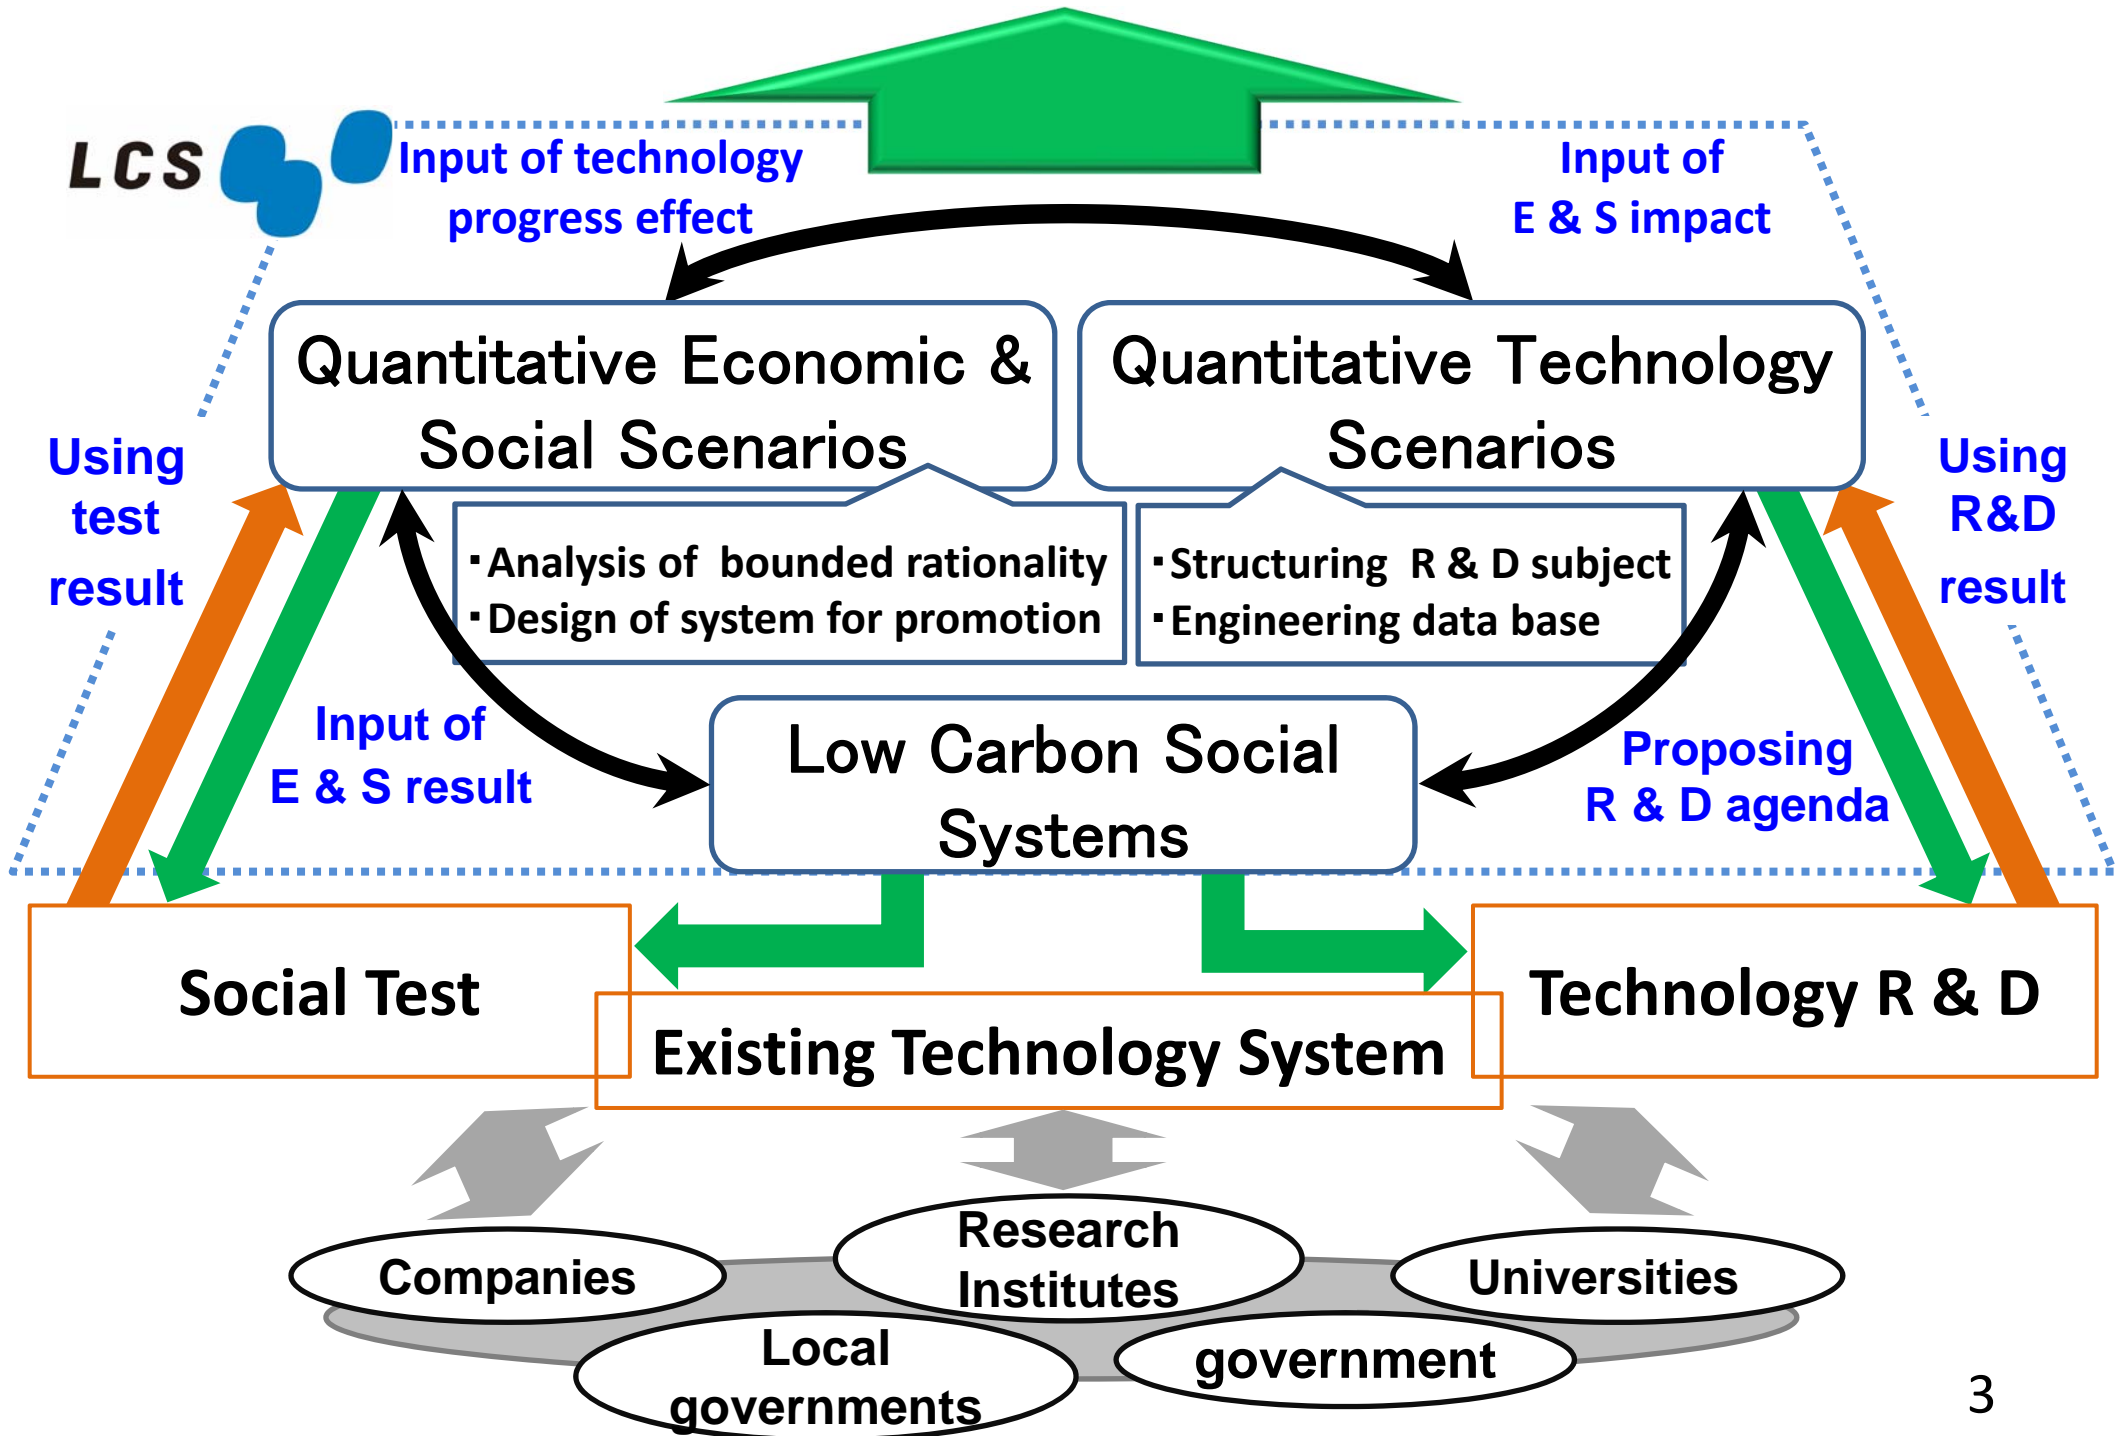 LCS
Input of technology
progress effect
Input of
E & S impact
Quantitative Economic &
Social Scenarios
Quantitative Technology
Scenarios
Using
test
result
Using
R&D
result
▪Analysis of bounded rationality
▪Design of system for promotion
▪Structuring R & D subject
▪Engineering data base
Input of
E & S result
Low Carbon Social
Systems
Proposing
R & D agenda
Social Test
Existing Technology System
Technology R & D
Companies
Research
Institutes
Universities
Local
governments
government
3